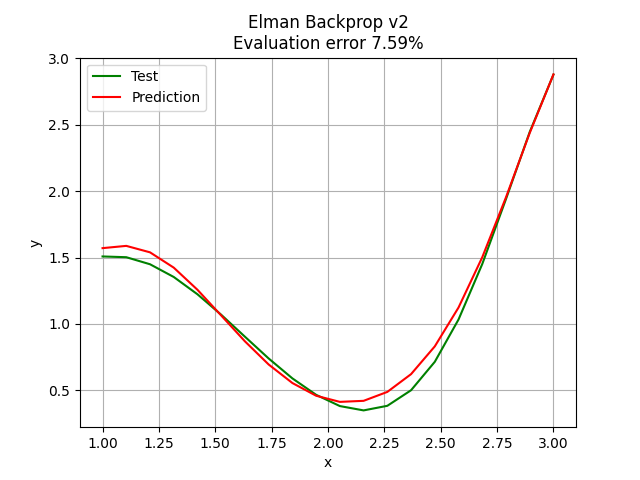 Elman Backprop v2
Evaluation error 7.59%
Test
Prediction
3.0
2.5
2.0
1.5
1.0
0.5
y
1.00 1.25 1.50 1.75 2.00 2.25 2.50 2.75 3.00
x